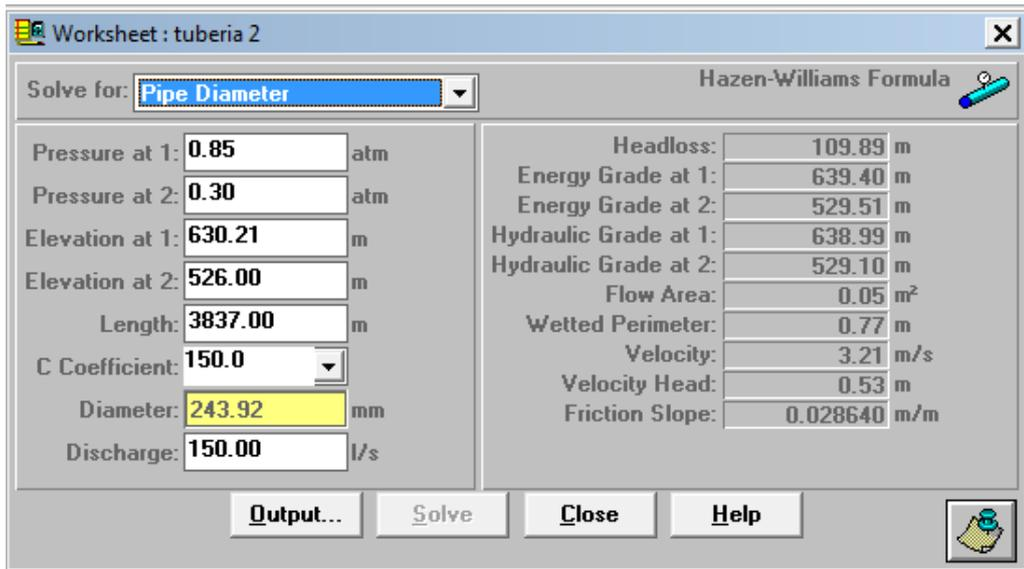 Worksheet : tuberia 2
Solve for: Pipe Diameter
Hazen-Williams Formula
Pressure at 1: 0.85 atm
Pressure at 2: 0.30 atm
Elevation at 1: 630.21 m
Elevation at 2: 526.00 m
Length: 3837.00 m
C Coefficient: 150.0
Diameter: 243.92 mm
Discharge: 150.00 l/s
Headloss: 109.89 m
Energy Grade at 1: 639.40 m
Energy Grade at 2: 529.51 m
Hydraulic Grade at 1: 638.99 m
Hydraulic Grade at 2: 529.10 m
Flow Area: 0.05 m²
Wetted Perimeter: 0.77 m
Velocity: 3.21 m/s
Velocity Head: 0.53 m
Friction Slope: 0.028640 m/m
Output... Solve Close Help